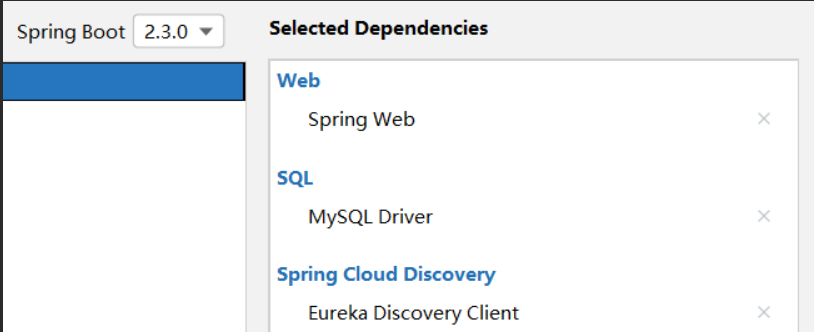 Spring Boot 2.3.0
Selected Dependencies
Web
Spring Web
SQL
MySQL Driver
Spring Cloud Discovery
Eureka Discovery Client